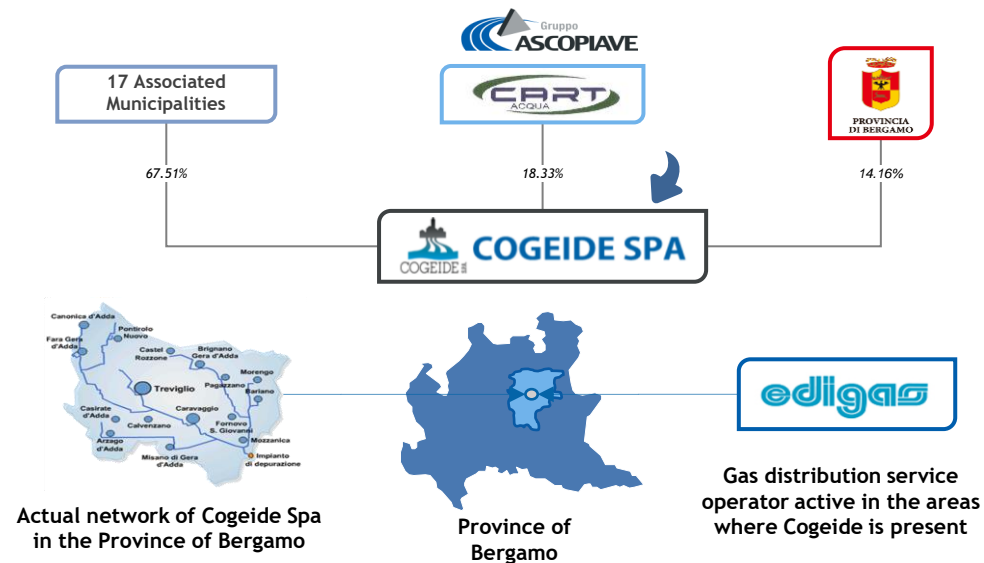 Gruppo
ASCOPIAVE
17 Associated
Municipalities
CART
ACQUA
PROVINCIA
DI BERGAMO
67.51%
18.33%
14.16%
COGEIDE SPA
COGEIDE SPA
Canonica d'Adda
Pontirolo
Nuovo
Fara Gera
d'Adda
Castel
Rozzone
Brignano
Gera d'Adda
Morengo
Treviglio
Pagazzano
Bariano
Casirate
d'Adda
Caravaggio
Calvenzano
Fornovo
S. Giovanni
Arzago
d'Adda
Mozzanica
Misano di Gera
d'Adda
Impianto
di depurazione
edigas
Actual network of Cogeide Spa
in the Province of Bergamo
Province of
Bergamo
Gas distribution service
operator active in the areas
where Cogeide is present